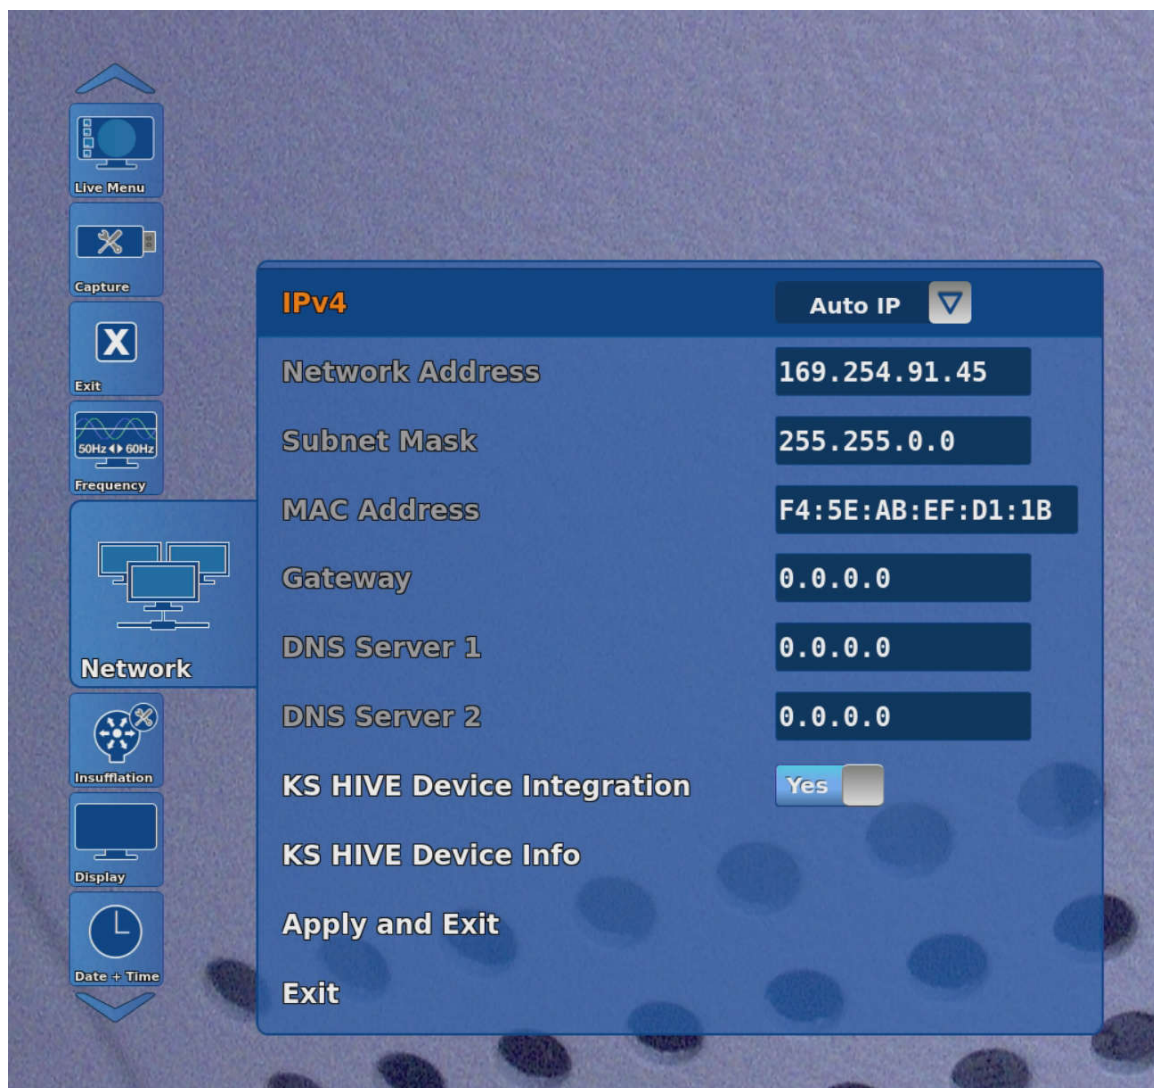 Live Menu
Capture
X
Exit
50Hz 60Hz
Frequency
Network
Insufflation
Display
Date + Time
IPv4 Auto IP
Network Address 169.254.91.45
Subnet Mask 255.255.0.0
MAC Address F4:5E:AB:EF:D1:1B
Gateway 0.0.0.0
DNS Server 1 0.0.0.0
DNS Server 2 0.0.0.0
KS HIVE Device Integration Yes
KS HIVE Device Info
Apply and Exit
Exit